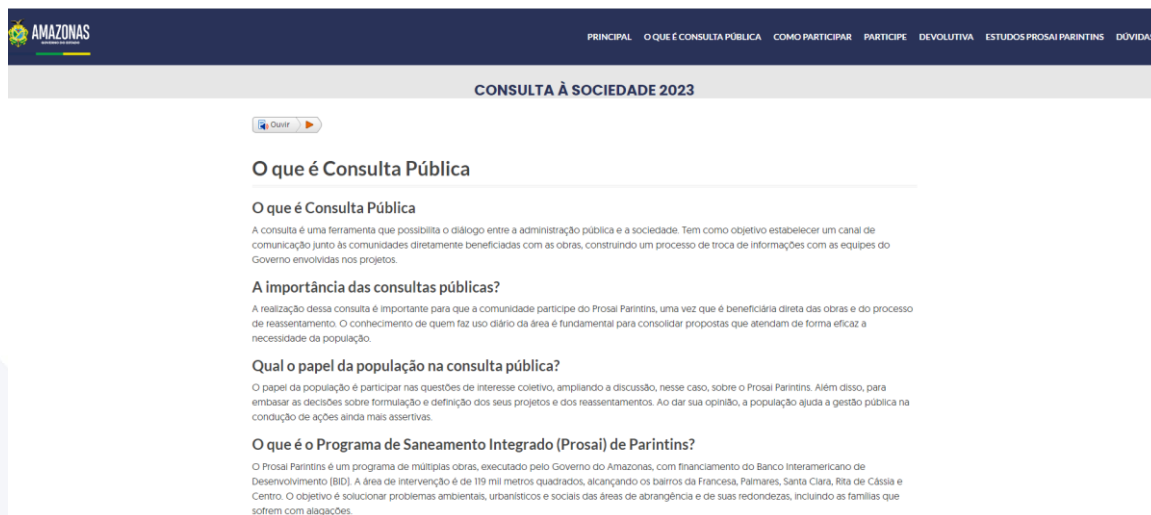 AMAZONAS
PRINCIPAL O QUE É CONSULTA PÚBLICA COMO PARTICIPAR PARTICIPE DEVOLUTIVA ESTUDOS PROSAI PARINTINS DÚVIDAS
CONSULTA À SOCIEDADE 2023
Ouvir
O que é Consulta Pública
O que é Consulta Pública
A consulta é uma ferramenta que possibilita o diálogo entre a administração pública e a sociedade. Tem como objetivo estabelecer um canal de
comunicação junto às comunidades diretamente beneficiadas com as obras, construindo um processo de troca de informações com as equipes do
Governo envolvidas nos projetos.
A importância das consultas públicas?
A realização dessa consulta é importante para que a comunidade participe do Prosai Parintins, uma vez que é beneficiária direta das obras e do processo
de reassentamento. O conhecimento de quem faz uso diário da área é fundamental para consolidar propostas que atendam de forma eficaz a
necessidade da população.
Qual o papel da população na consulta pública?
O papel da população é participar nas questões de interesse coletivo, ampliando a discussão, nesse caso, sobre o Prosai Parintins. Além disso, para
embasar as decisões sobre formulação e definição dos seus projetos e dos reassentamentos. Ao dar sua opinião, a população ajuda a gestão pública na
condução de ações ainda mais assertivas.
O que é o Programa de Saneamento Integrado (Prosai) de Parintins?
O Prosai Parintins é um programa de múltiplas obras, executado pelo Governo do Amazonas, com financiamento do Banco Interamericano de
Desenvolvimento (BID). A área de intervenção é de 119 mil metros quadrados, alcançando os bairros da Francesa, Palmares, Santa Clara, Rita de Cássia e
Centro. O objetivo é solucionar problemas ambientais, urbanísticos e sociais das áreas de abrangência e de suas redondezas, incluindo as famílias que
sofrem com alagações.